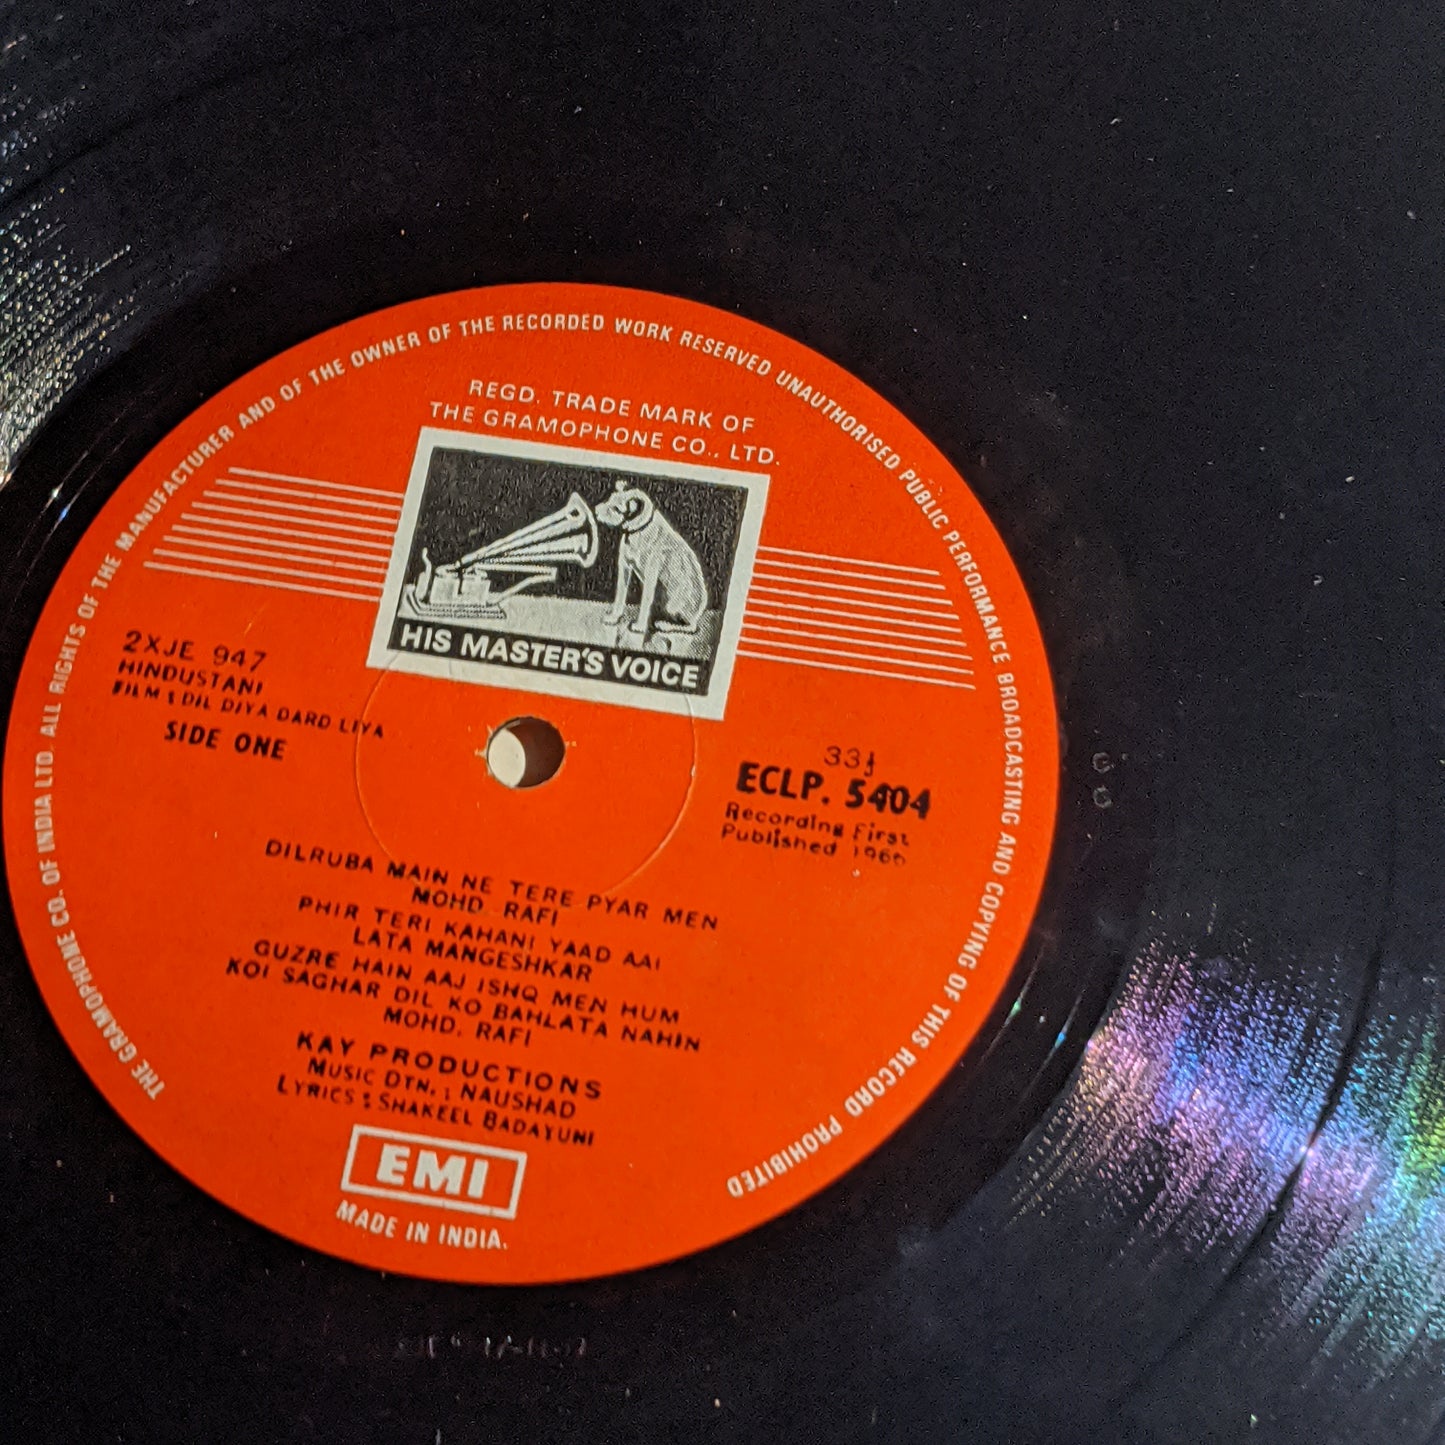 THE GRAMOPHONE CO. OF INDIA LTD. ALL RIGHTS OF THE MANUFACTURER AND OF THE OWNER OF THE RECORDED WORK RESERVED UNAUTHORISED PUBLIC PERFORMANCE BROADCASTING AND COPYING OF THIS RECORD PROHIBITED
REGD. TRADE MARK OF
THE GRAMOPHONE CO., LTD.
HIS MASTER'S VOICE
2XJE 947
HINDUSTANI
FILM : DIL DIYA DARD LIYA
SIDE ONE
33⅓
ECLP. 5404
Recording First
Published 1966
DILRUBA MAIN NE TERE PYAR MEN
MOHD. RAFI
PHIR TERI KAHANI YAAD AAI
LATA MANGESHKAR
GUZRE HAIN AAJ ISHQ MEN HUM
KOI SAGHAR DIL KO BAHLATA NAHIN
MOHD. RAFI
KAY PRODUCTIONS
MUSIC DTN. : NAUSHAD
LYRICS : SHAKEEL BADAYUNI
EMI
MADE IN INDIA.